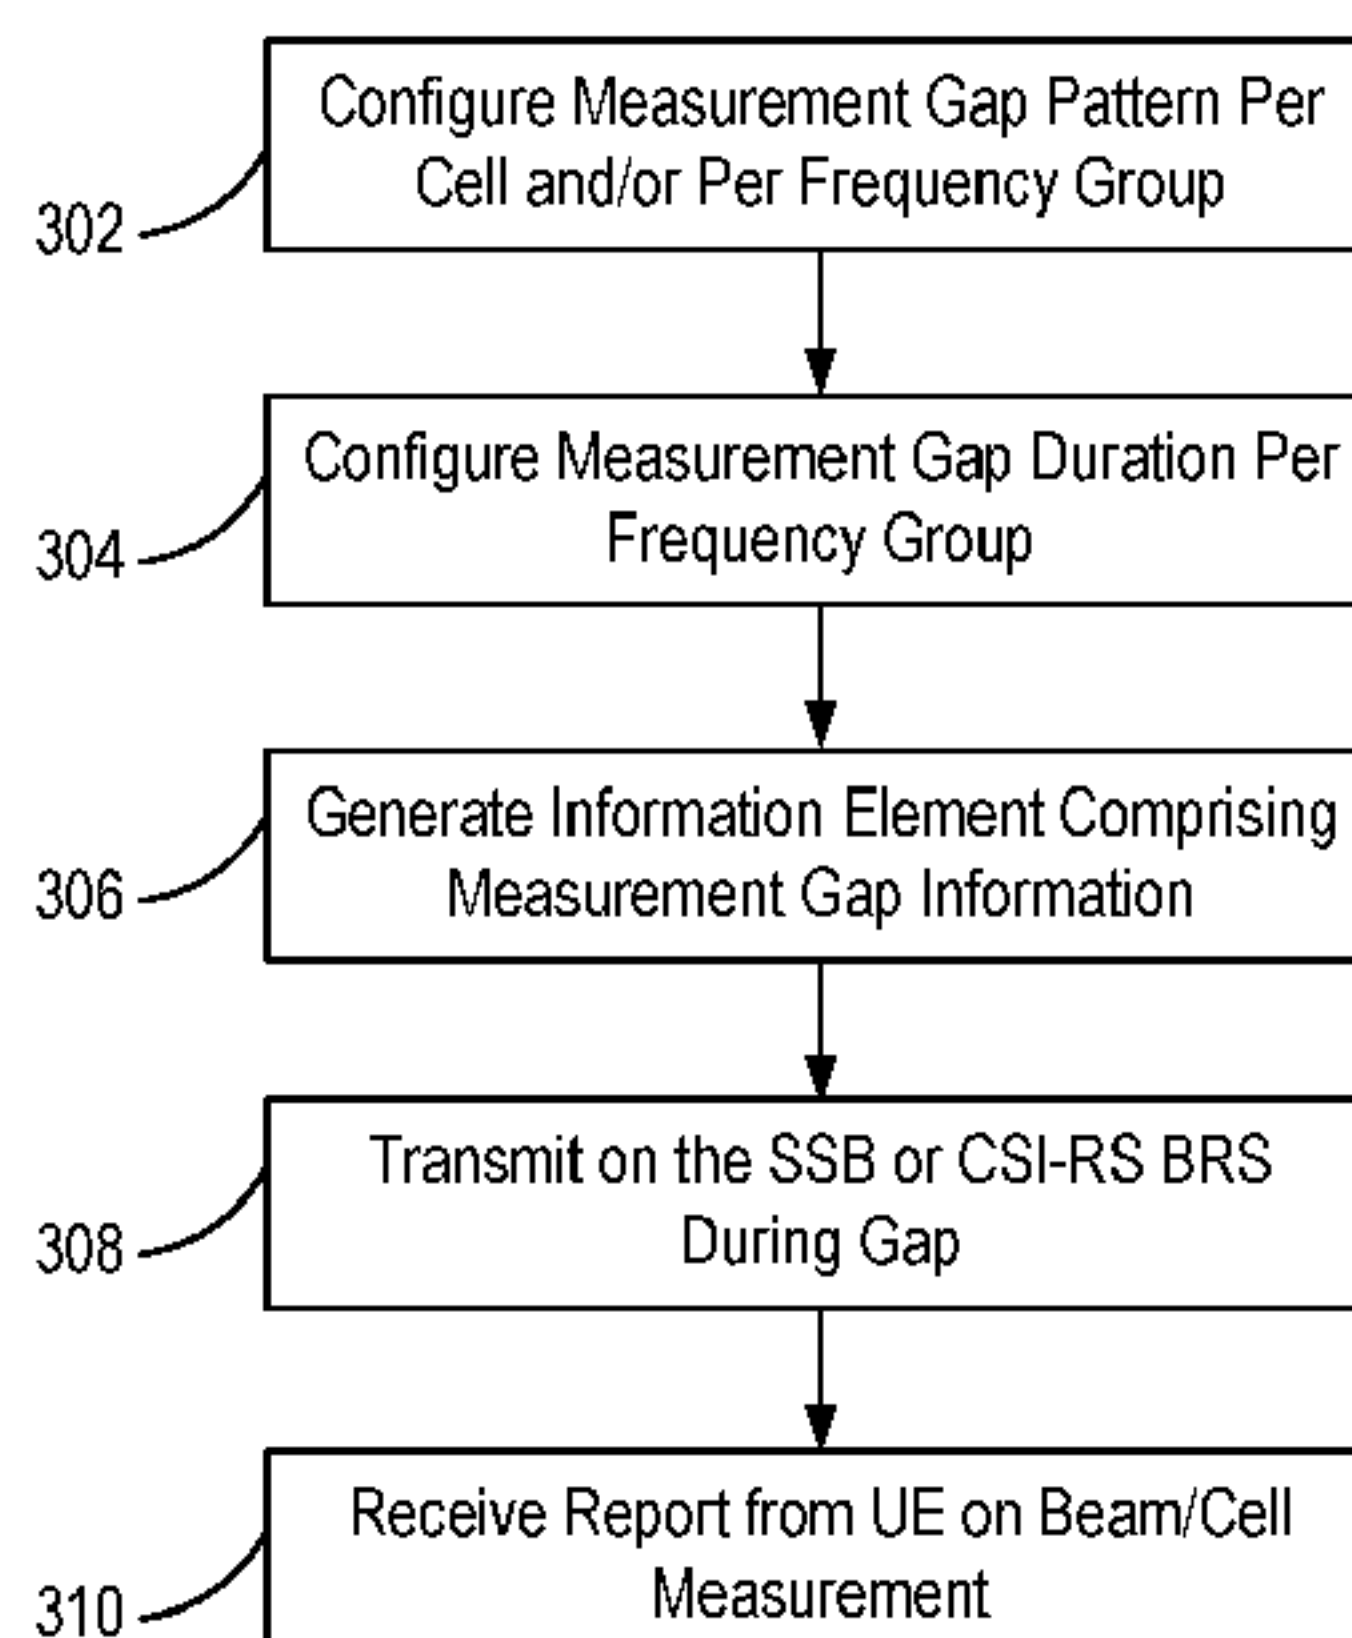 Configure Measurement Gap Pattern Per
Cell and/or Per Frequency Group
302
Configure Measurement Gap Duration Per
Frequency Group
304
Generate Information Element Comprising
Measurement Gap Information
306
Transmit on the SSB or CSI-RS BRS
During Gap
308
Receive Report from UE on Beam/Cell
Measurement
310